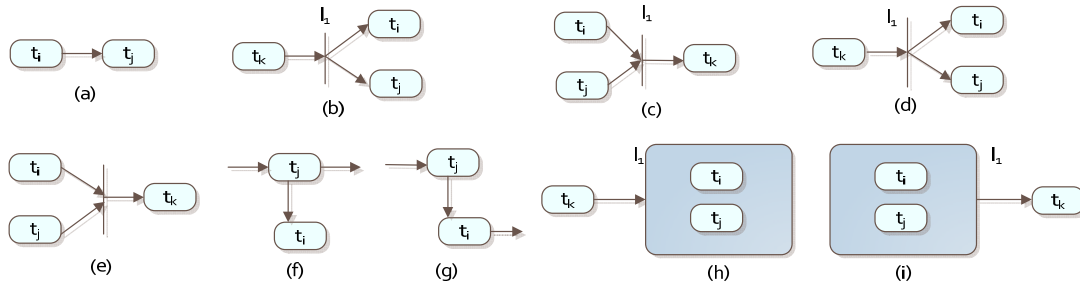 tᵢ tⱼ
(a)
l₁
tₖ tᵢ
tⱼ
(b)
l₁
tᵢ
tₖ
tⱼ
(c)
l₁
tᵢ
tₖ
tⱼ
(d)
tᵢ
tₖ
tⱼ
(e)
tⱼ
tᵢ
(f)
tⱼ
tᵢ
(g)
l₁
tᵢ
tₖ
tⱼ
(h)
l₁
tᵢ
tₖ
tⱼ
(i)